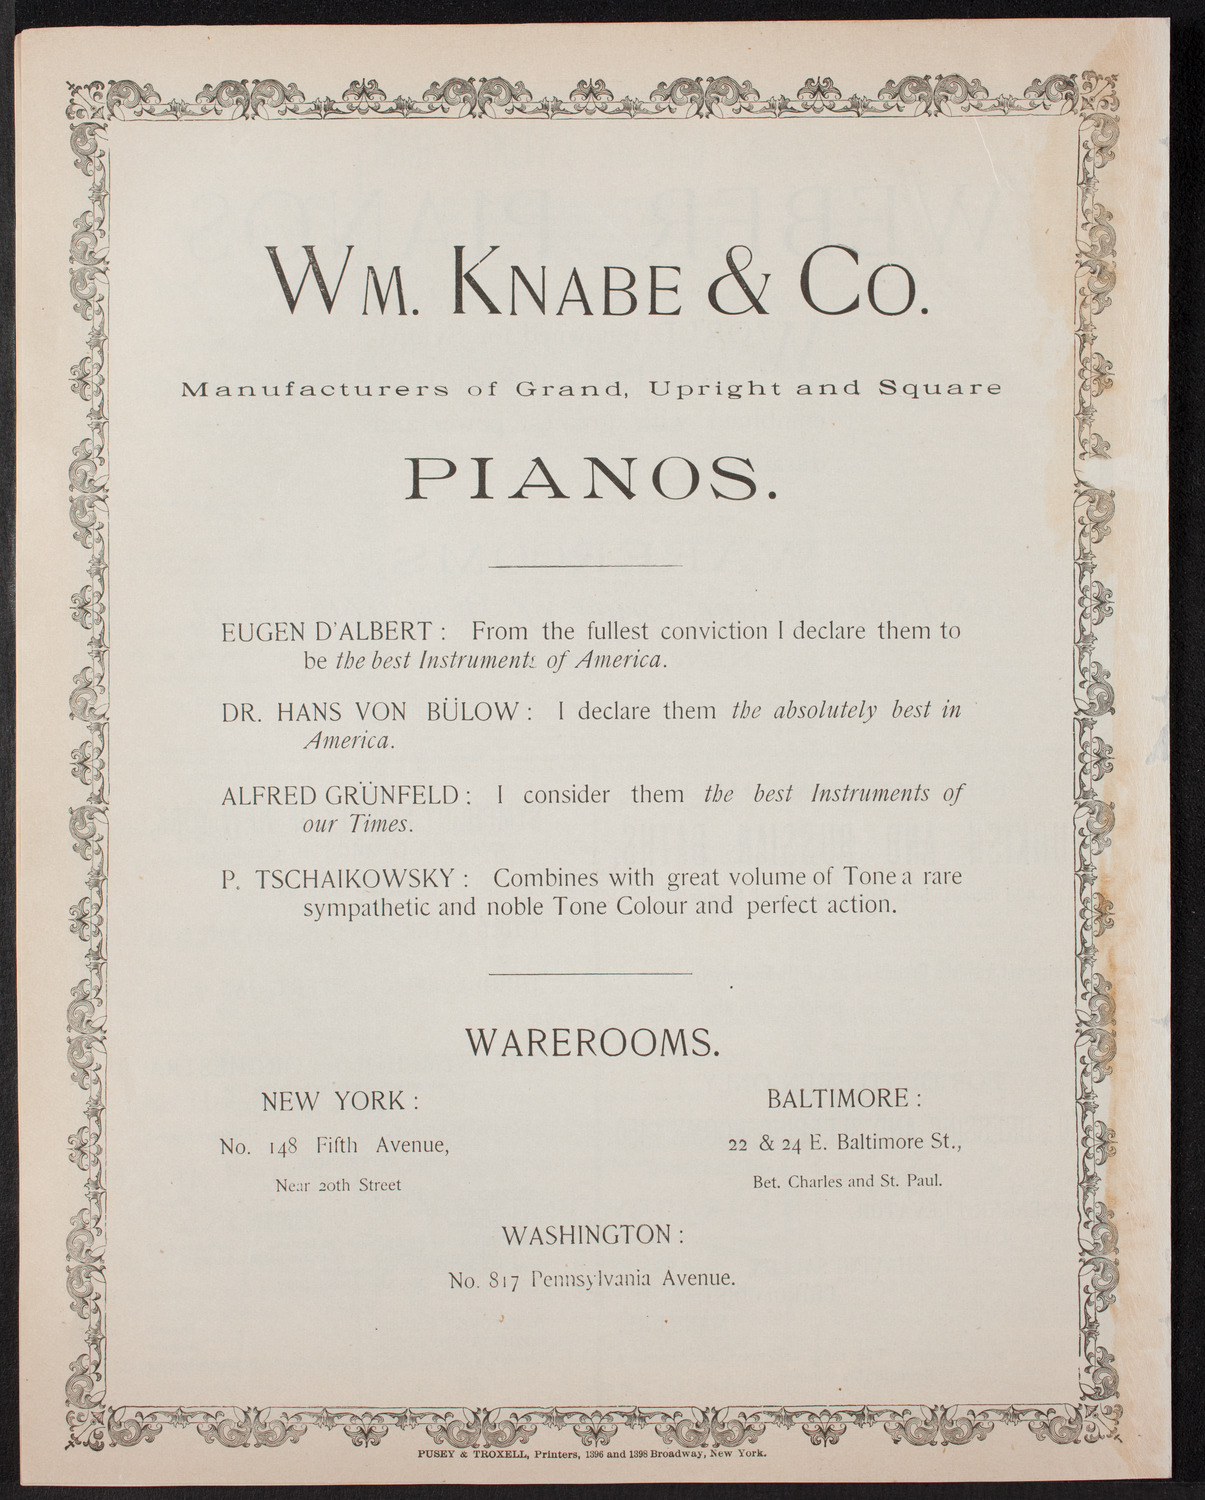 WM. KNABE & CO.
Manufacturers of Grand, Upright and Square
PIANOS.
EUGEN D'ALBERT : From the fullest conviction I declare them to
be the best Instruments of America.
DR. HANS VON BÜLOW : I declare them the absolutely best in
America.
ALFRED GRÜNFELD : I consider them the best Instruments of
our Times.
P. TSCHAIKOWSKY : Combines with great volume of Tone a rare
sympathetic and noble Tone Colour and perfect action.
WAREROOMS.
NEW YORK :
No. 148 Fifth Avenue,
Near 20th Street
BALTIMORE :
22 & 24 E. Baltimore St.,
Bet. Charles and St. Paul.
WASHINGTON :
No. 817 Pennsylvania Avenue.
PUSEY & TROXELL, Printers, 1396 and 1398 Broadway, New York.